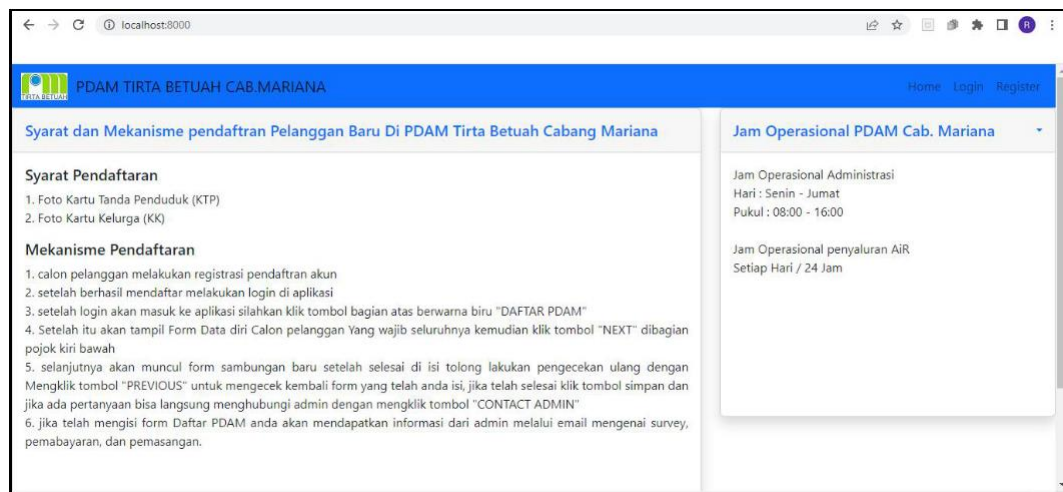 localhost:8000
R
TIRTA BETUAH
PDAM TIRTA BETUAH CAB.MARIANA
Home Login Register
Syarat dan Mekanisme pendaftran Pelanggan Baru Di PDAM Tirta Betuah Cabang Mariana
Syarat Pendaftaran
1. Foto Kartu Tanda Penduduk (KTP)
2. Foto Kartu Kelurga (KK)
Mekanisme Pendaftaran
1. calon pelanggan melakukan registrasi pendaftran akun
2. setelah berhasil mendaftar melakukan login di aplikasi
3. setelah login akan masuk ke aplikasi silahkan klik tombol bagian atas berwarna biru "DAFTAR PDAM"
4. Setelah itu akan tampil Form Data diri Calon pelanggan Yang wajib seluruhnya kemudian klik tombol "NEXT" dibagian
pojok kiri bawah
5. selanjutnya akan muncul form sambungan baru setelah selesai di isi tolong lakukan pengecekan ulang dengan
Mengklik tombol "PREVIOUS" untuk mengecek kembali form yang telah anda isi, jika telah selesai klik tombol simpan dan
jika ada pertanyaan bisa langsung menghubungi admin dengan mengklik tombol "CONTACT ADMIN"
6. jika telah mengisi form Daftar PDAM anda akan mendapatkan informasi dari admin melalui email mengenai survey,
pemabayaran, dan pemasangan.
Jam Operasional PDAM Cab. Mariana
Jam Operasional Administrasi
Hari : Senin - Jumat
Pukul : 08:00 - 16:00
Jam Operasional penyaluran AiR
Setiap Hari / 24 Jam